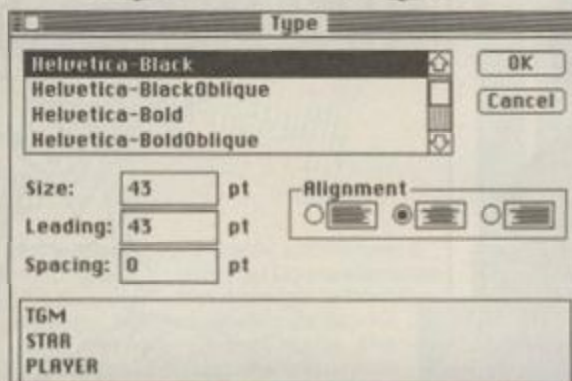 Type
Helvetica-Black
Helvetica-BlackOblique
Helvetica-Bold
Helvetica-BoldOblique
OK
Cancel
Size: 43 pt
Leading: 43 pt
Spacing: 0 pt
Alignment
TGM
STAR
PLAYER